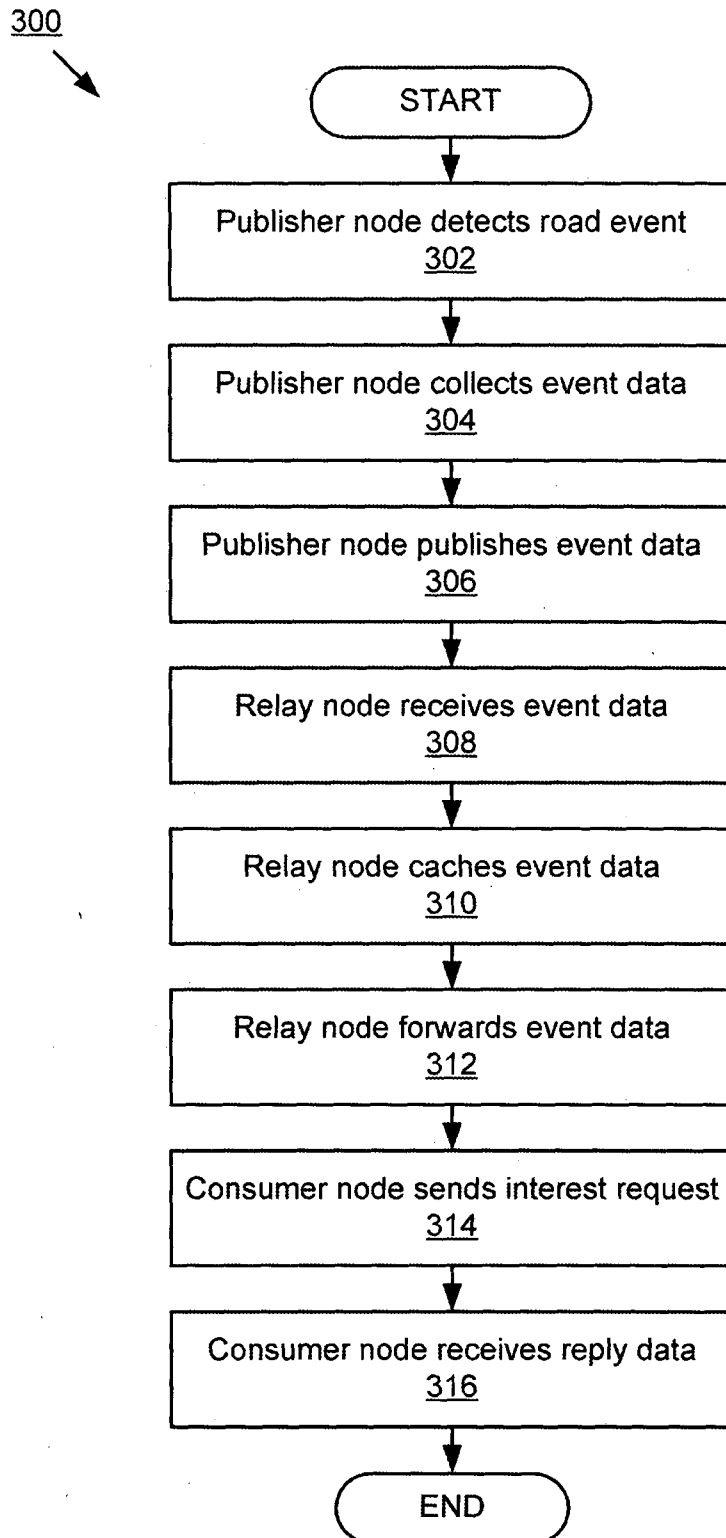 300
START
Publisher node detects road event
302
Publisher node collects event data
304
Publisher node publishes event data
306
Relay node receives event data
308
Relay node caches event data
310
Relay node forwards event data
312
Consumer node sends interest request
314
Consumer node receives reply data
316
END